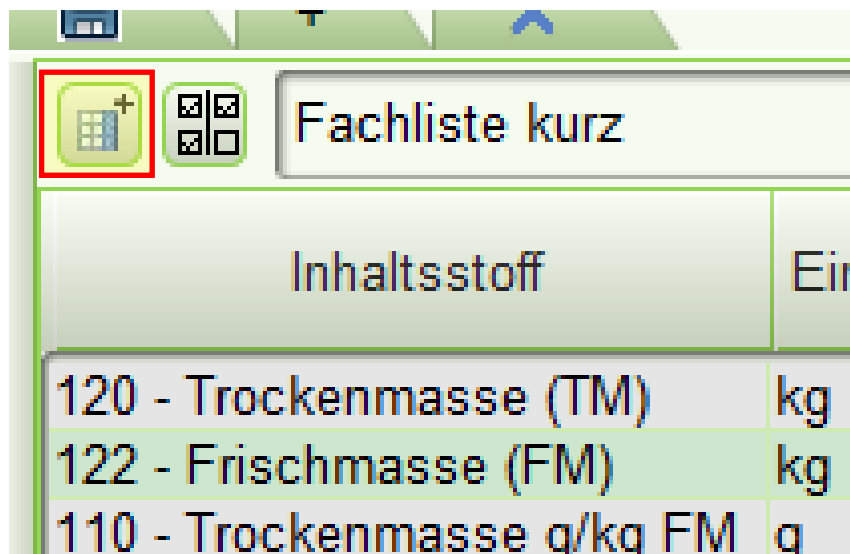 Fachliste kurz
Inhaltsstoff
120 - Trockenmasse (TM) kg
122 - Frischmasse (FM) kg
110 - Trockenmasse g/kg FM g